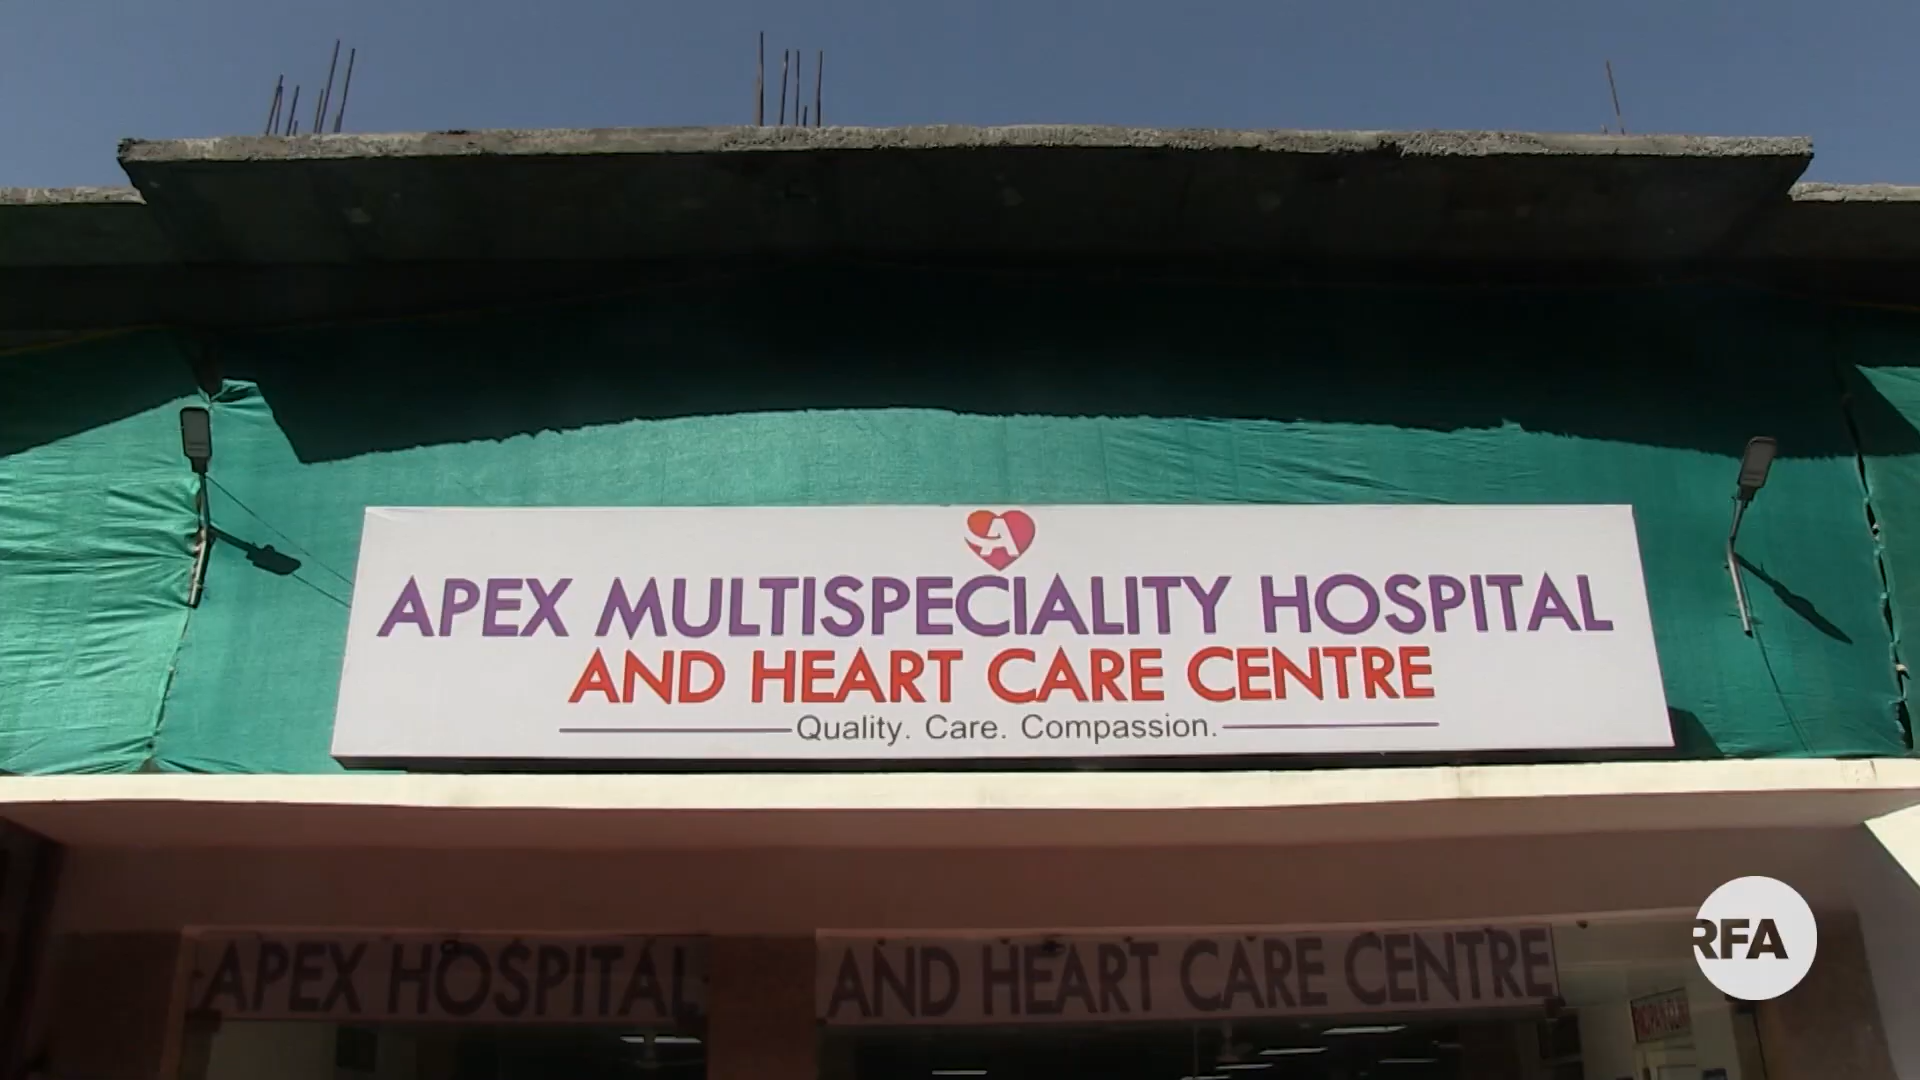 A
APEX MULTISPECIALITY HOSPITAL
AND HEART CARE CENTRE
Quality. Care. Compassion.
APEX HOSPITAL AND HEART CARE CENTRE
RFA